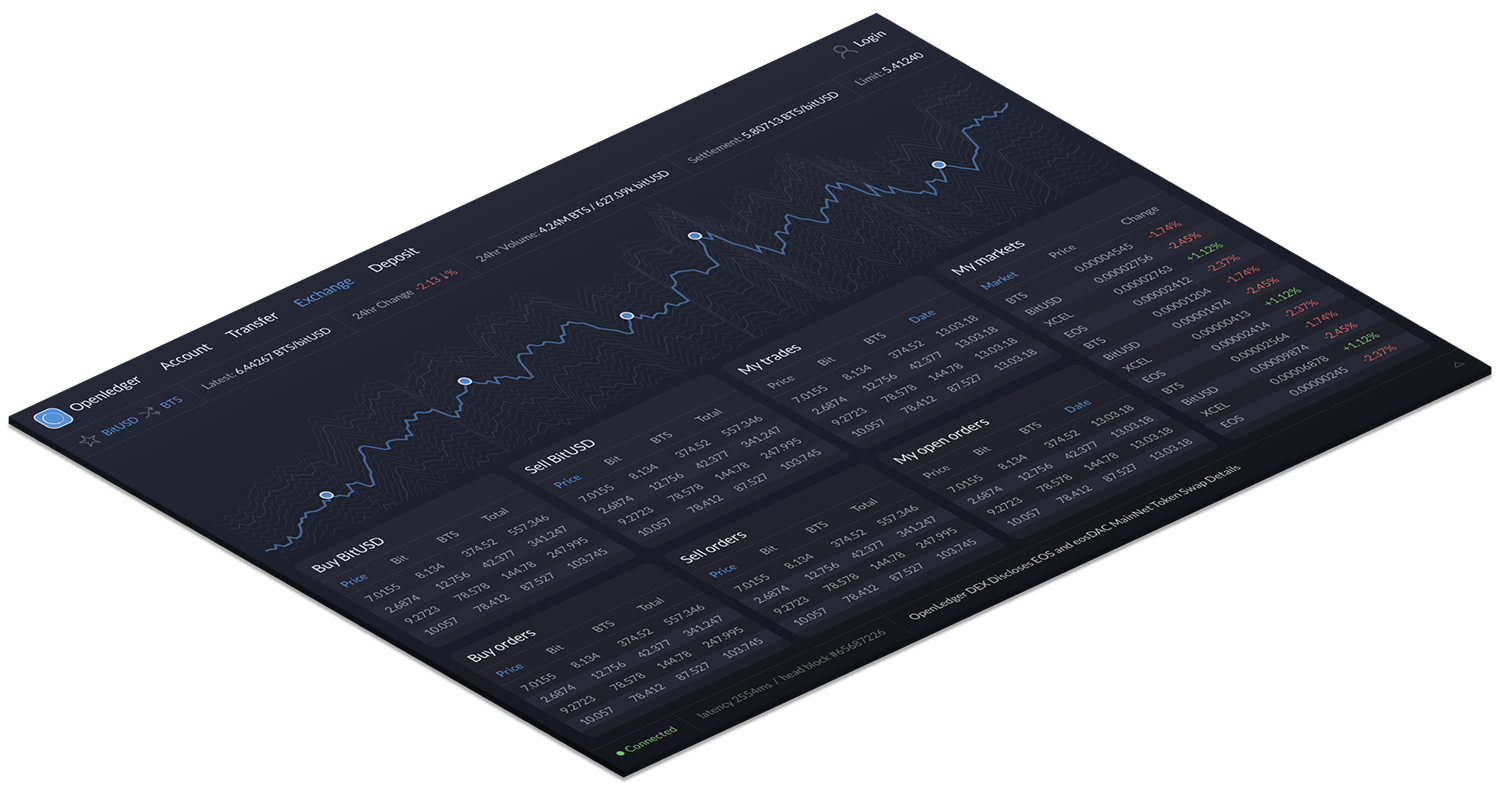 Openledger Account Transfer Exchange Deposit Login
BitUSD BTS Latest: 6.44267 BTS/bitUSD 24hr Change -2.13 % 24hr Volume: 4.24M BTS / 627.09k bitUSD Settlement: 5.80713 BTS/bitUSD Limit: 5.41240
Buy BitUSD
Price Bit BTS Total
7.0155 8.134 374.52 557.346
2.6874 12.756 42.377 341.247
9.2723 78.578 144.78 247.995
10.057 78.412 87.527 103.745
Sell BitUSD
Price Bit BTS Total
7.0155 8.134 374.52 557.346
2.6874 12.756 42.377 341.247
9.2723 78.578 144.78 247.995
10.057 78.412 87.527 103.745
My trades
Price Bit BTS Date
7.0155 8.134 374.52 13.03.18
2.6874 12.756 42.377 13.03.18
9.2723 78.578 144.78 13.03.18
10.057 78.412 87.527 13.03.18
My markets
Market Price Change
BTS 0.00004545 -1.74%
BitUSD 0.00002756 -2.45%
XCEL 0.00002763 +1.12%
EOS 0.00002412 -2.37%
BTS 0.00001204 -1.74%
BitUSD 0.00001474 -2.45%
XCEL 0.00000413 +1.12%
EOS 0.00002414 -2.37%
BTS 0.00002564 -1.74%
BitUSD 0.00009874 -2.45%
XCEL 0.00006878 +1.12%
EOS 0.00000245 -2.37%
Buy orders
Price Bit BTS Total
7.0155 8.134 374.52 557.346
2.6874 12.756 42.377 341.247
9.2723 78.578 144.78 247.995
10.057 78.412 87.527 103.745
Sell orders
Price Bit BTS Total
7.0155 8.134 374.52 557.346
2.6874 12.756 42.377 341.247
9.2723 78.578 144.78 247.995
10.057 78.412 87.527 103.745
My open orders
Price Bit BTS Date
7.0155 8.134 374.52 13.03.18
2.6874 12.756 42.377 13.03.18
9.2723 78.578 144.78 13.03.18
10.057 78.412 87.527 13.03.18
Connected latency 2554ms / head block #65687226 OpenLedger DEX Discloses EOS and eosDAC MainNet Token Swap Details